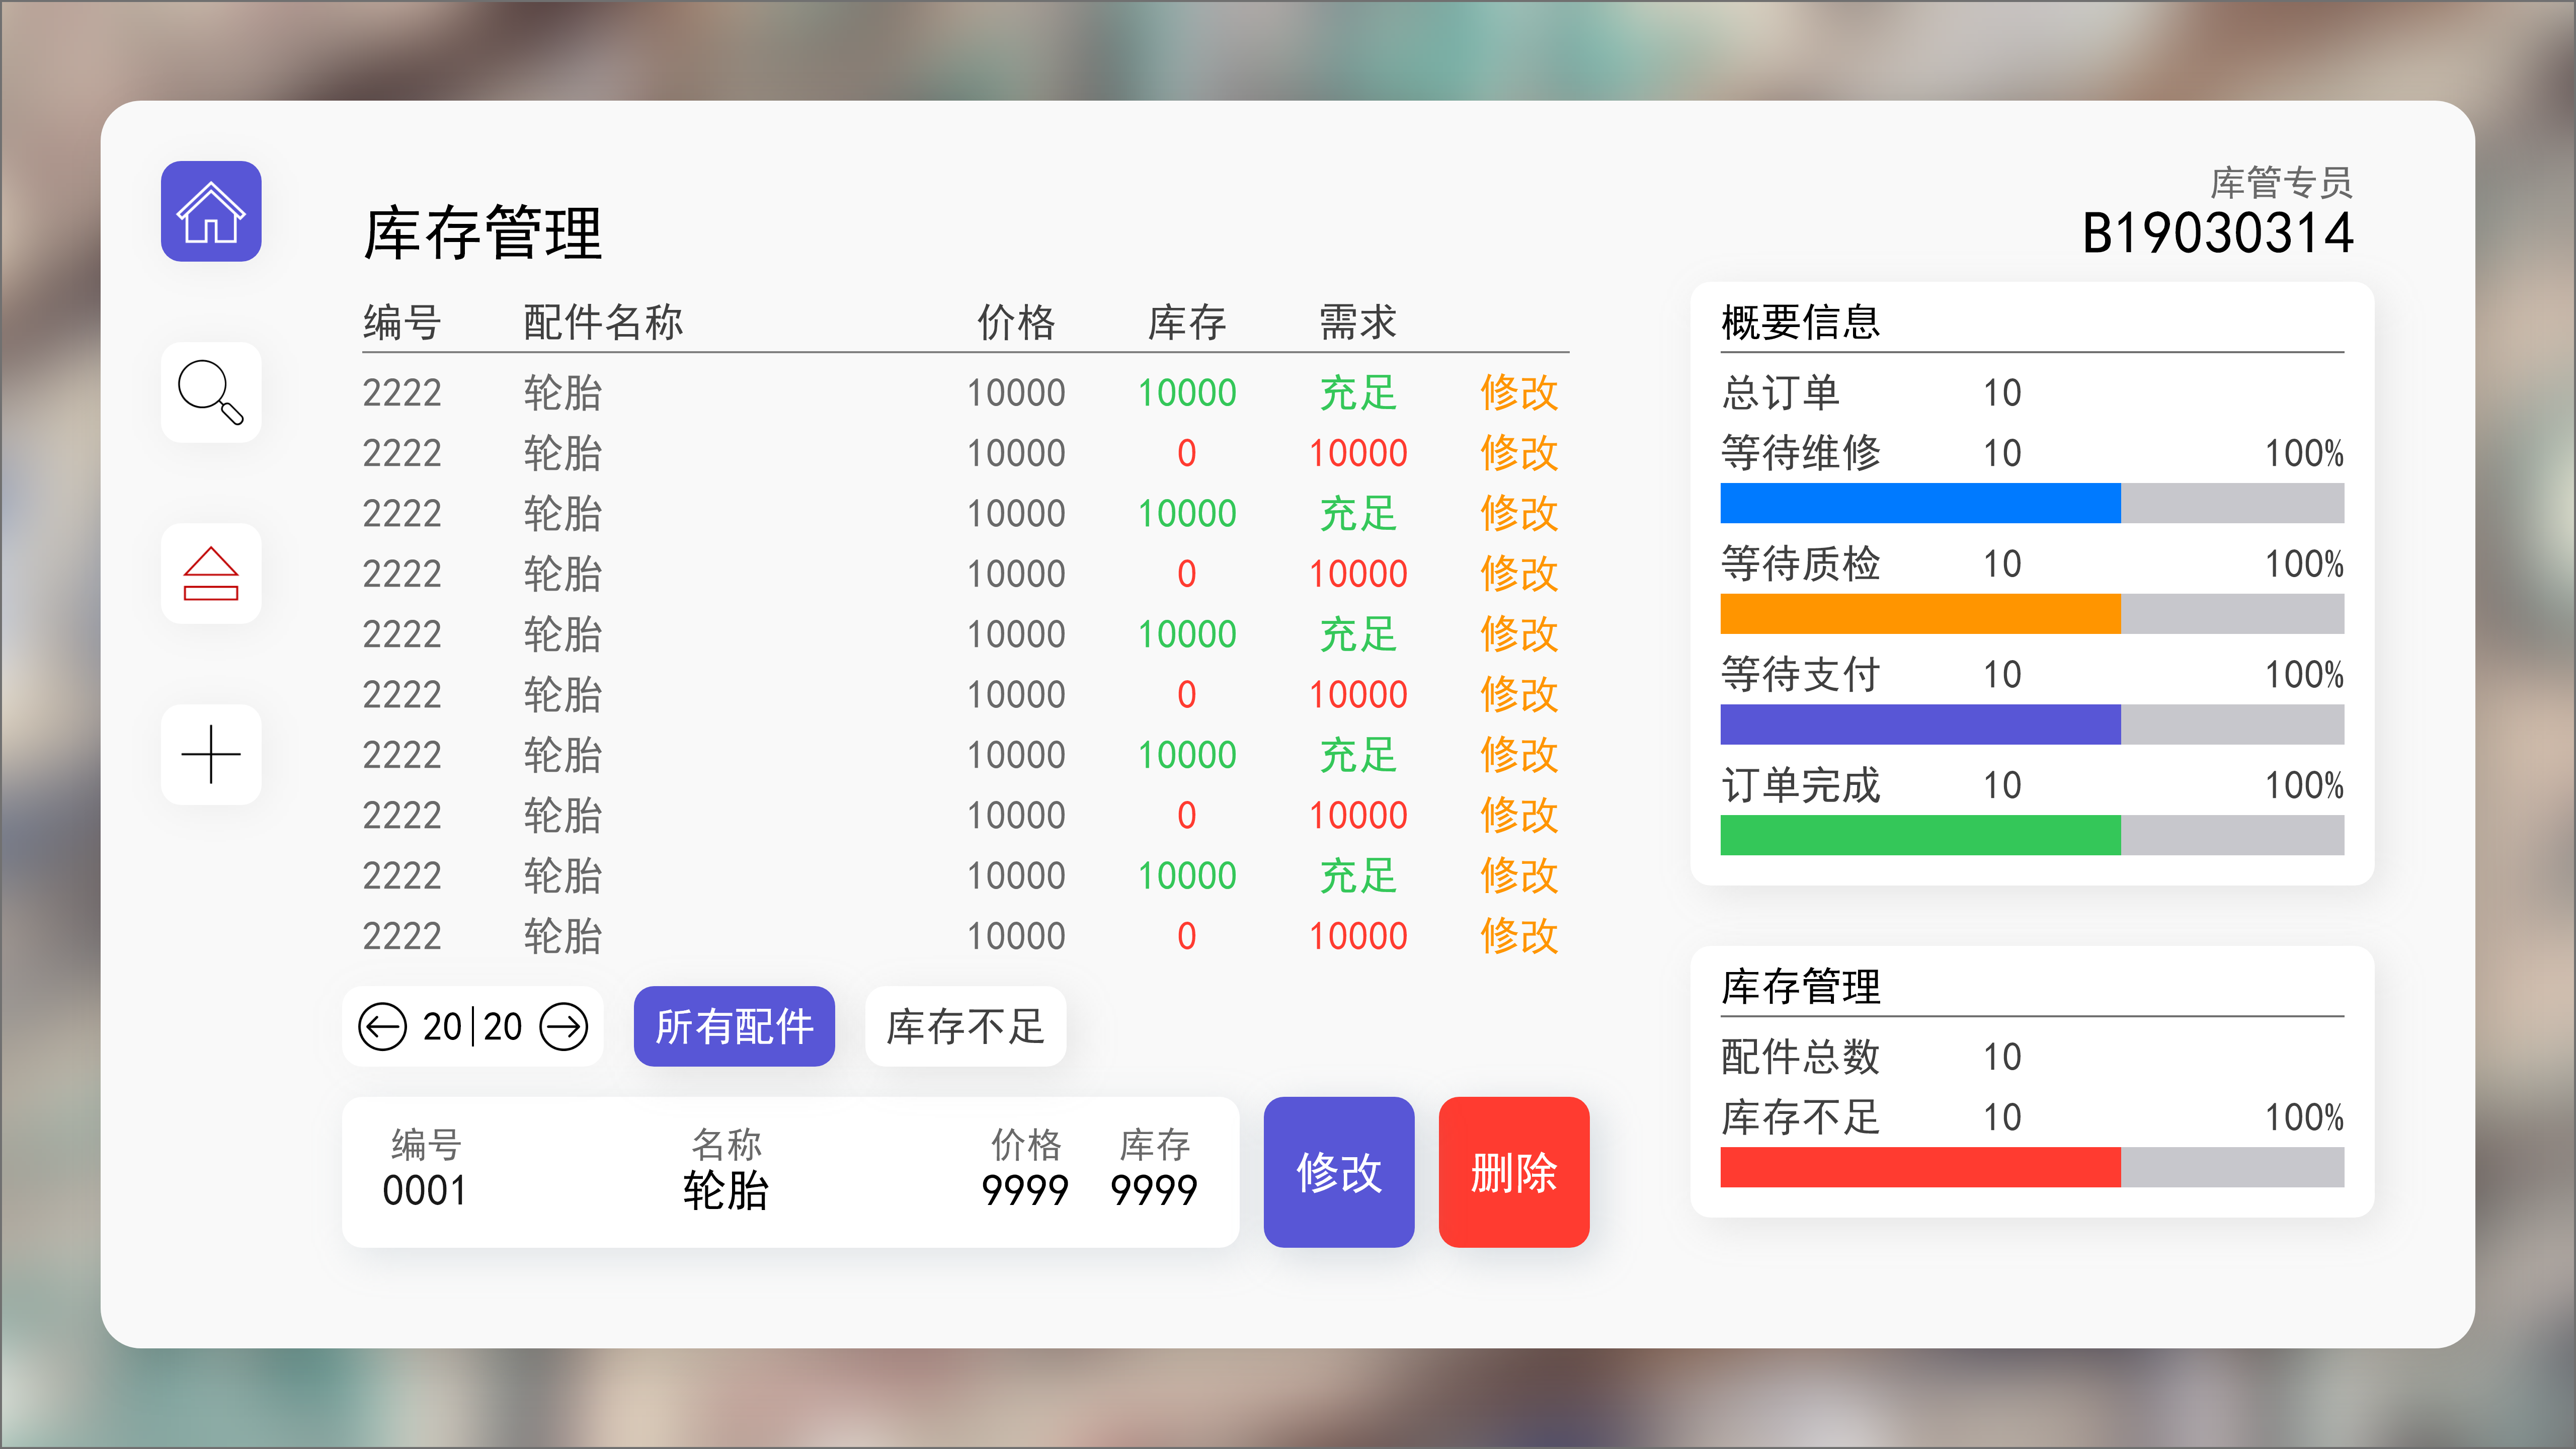 库存管理
库管专员
B19030314
编号 配件名称 价格 库存 需求
2222 轮胎 10000 10000 充足 修改
2222 轮胎 10000 0 10000 修改
2222 轮胎 10000 10000 充足 修改
2222 轮胎 10000 0 10000 修改
2222 轮胎 10000 10000 充足 修改
2222 轮胎 10000 0 10000 修改
2222 轮胎 10000 10000 充足 修改
2222 轮胎 10000 0 10000 修改
2222 轮胎 10000 10000 充足 修改
2222 轮胎 10000 0 10000 修改
20|20 所有配件 库存不足
编号 名称 价格 库存
0001 轮胎 9999 9999
修改 删除
概要信息
总订单 10
等待维修 10 100%
等待质检 10 100%
等待支付 10 100%
订单完成 10 100%
库存管理
配件总数 10
库存不足 10 100%